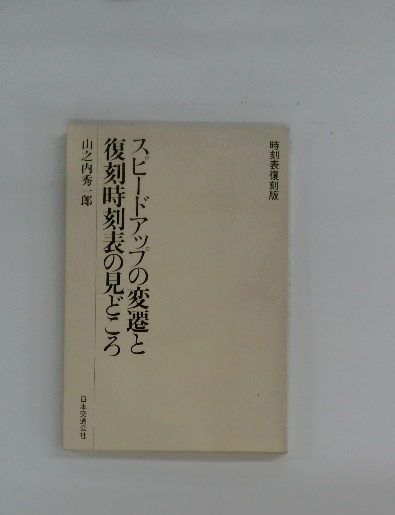 時刻表復刻版
スピードアップの変遷と
復刻時刻表の見どころ
山之内秀一郎
日本交通公社